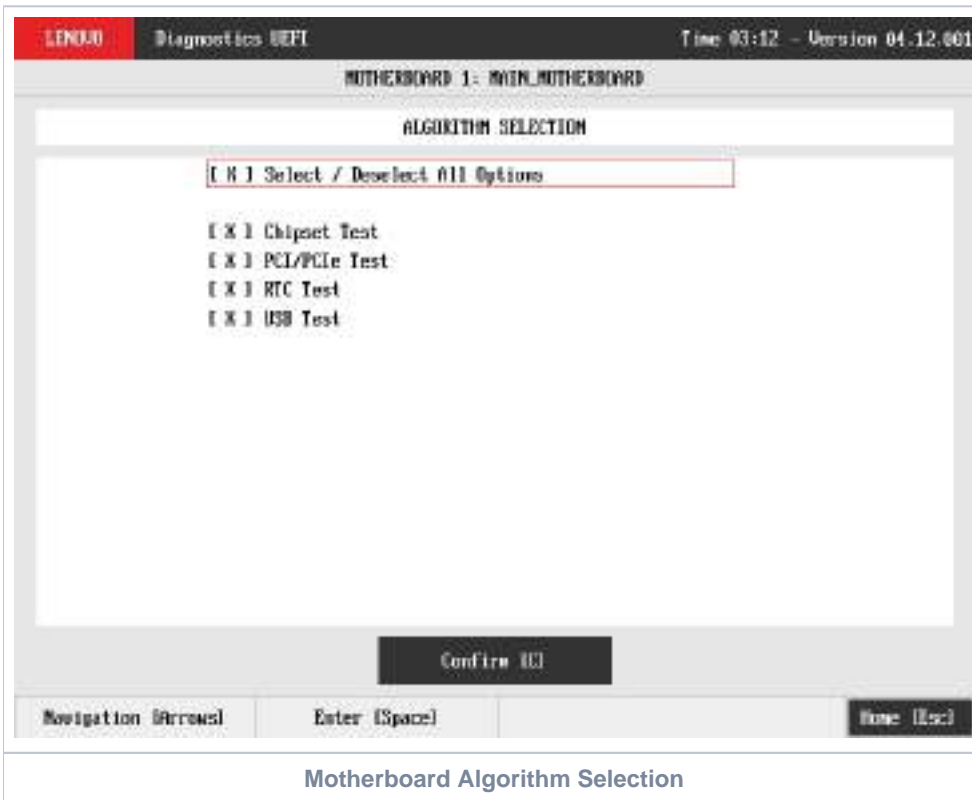 LENOVO Diagnostics UEFI Time 03:12 - Version 04.12.001
MOTHERBOARD 1: MAIN_MOTHERBOARD
ALGORITHM SELECTION
[ X ] Select / Deselect All Options
[ X ] Chipset Test
[ X ] PCI/PCIe Test
[ X ] RTC Test
[ X ] USB Test
Confirm [C]
Navigation [Arrows] Enter [Space] Home [Esc]
Motherboard Algorithm Selection